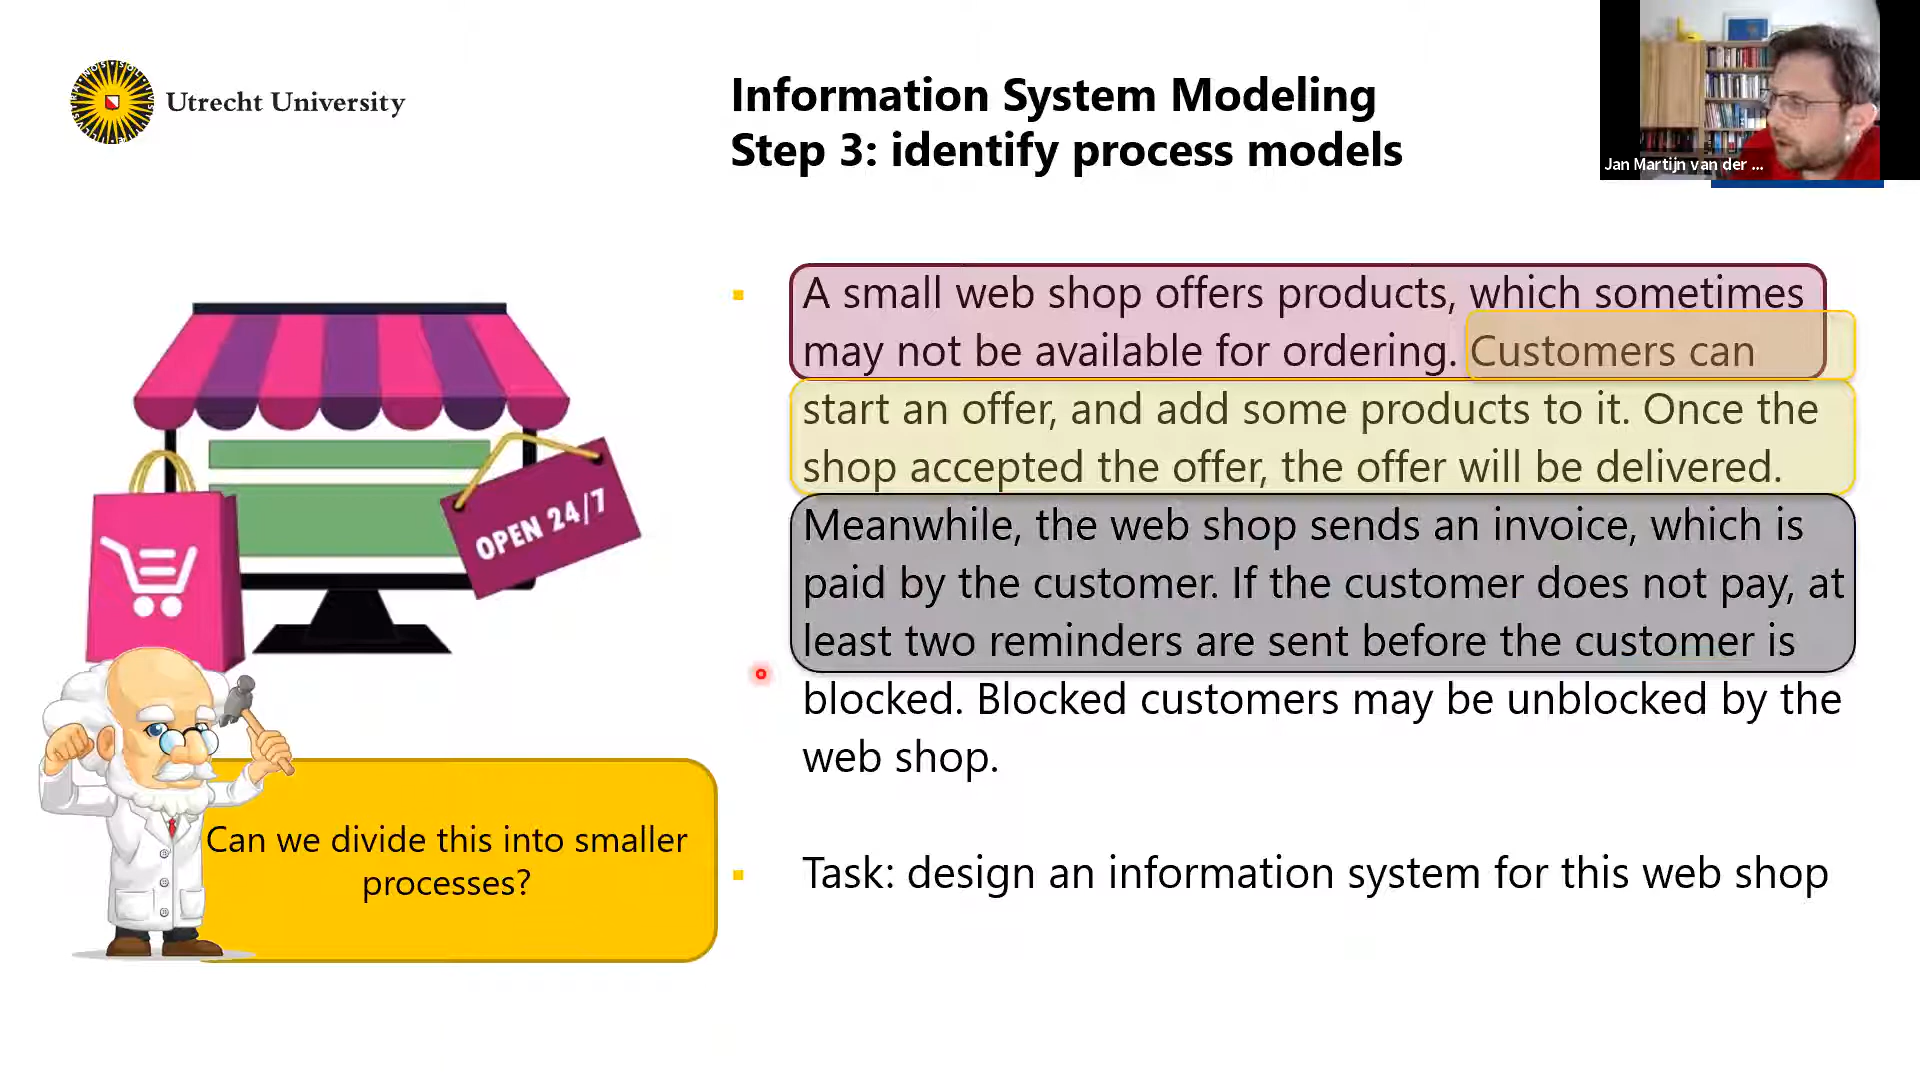 Utrecht University
Information System Modeling
Step 3: identify process models
Jan Martijn van der ...
A small web shop offers products, which sometimes
may not be available for ordering. Customers can
start an offer, and add some products to it. Once the
shop accepted the offer, the offer will be delivered.
Meanwhile, the web shop sends an invoice, which is
paid by the customer. If the customer does not pay, at
least two reminders are sent before the customer is
blocked. Blocked customers may be unblocked by the
web shop.
Task: design an information system for this web shop
OPEN 24/7
Can we divide this into smaller
processes?